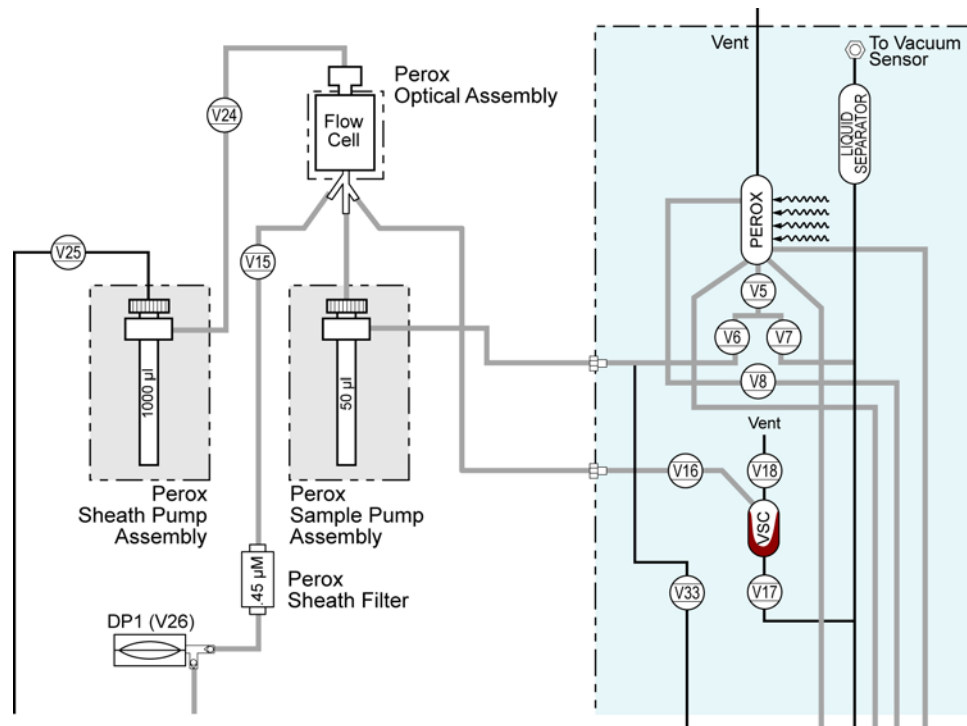 Vent
To Vacuum
Sensor
Perox
Optical Assembly
V24
Flow
Cell
LIQUID
SEPARATOR
PEROX
V25
V15
V5
V6
V7
V8
1000 µl
50 µl
Vent
V16
V18
Perox
Sheath Pump
Assembly
Perox
Sample Pump
Assembly
VSC
.45 µM
Perox
Sheath Filter
V33
V17
DP1 (V26)